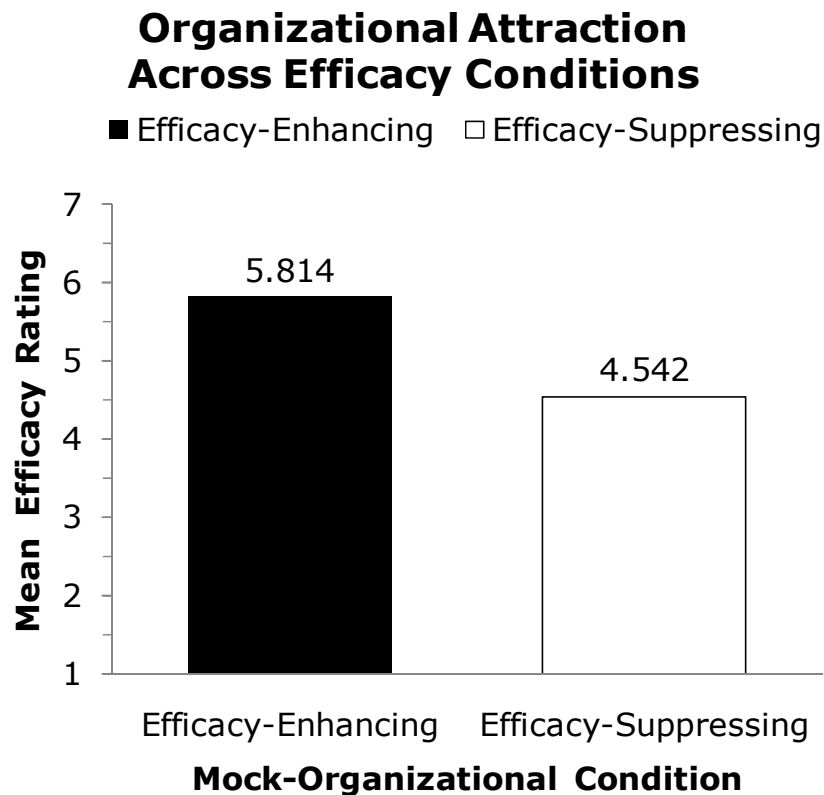 Organizational Attraction
Across Efficacy Conditions
Efficacy-Enhancing Efficacy-Suppressing
Mean Efficacy Rating
7
6
5
4
3
2
1
5.814
4.542
Efficacy-Enhancing Efficacy-Suppressing
Mock-Organizational Condition